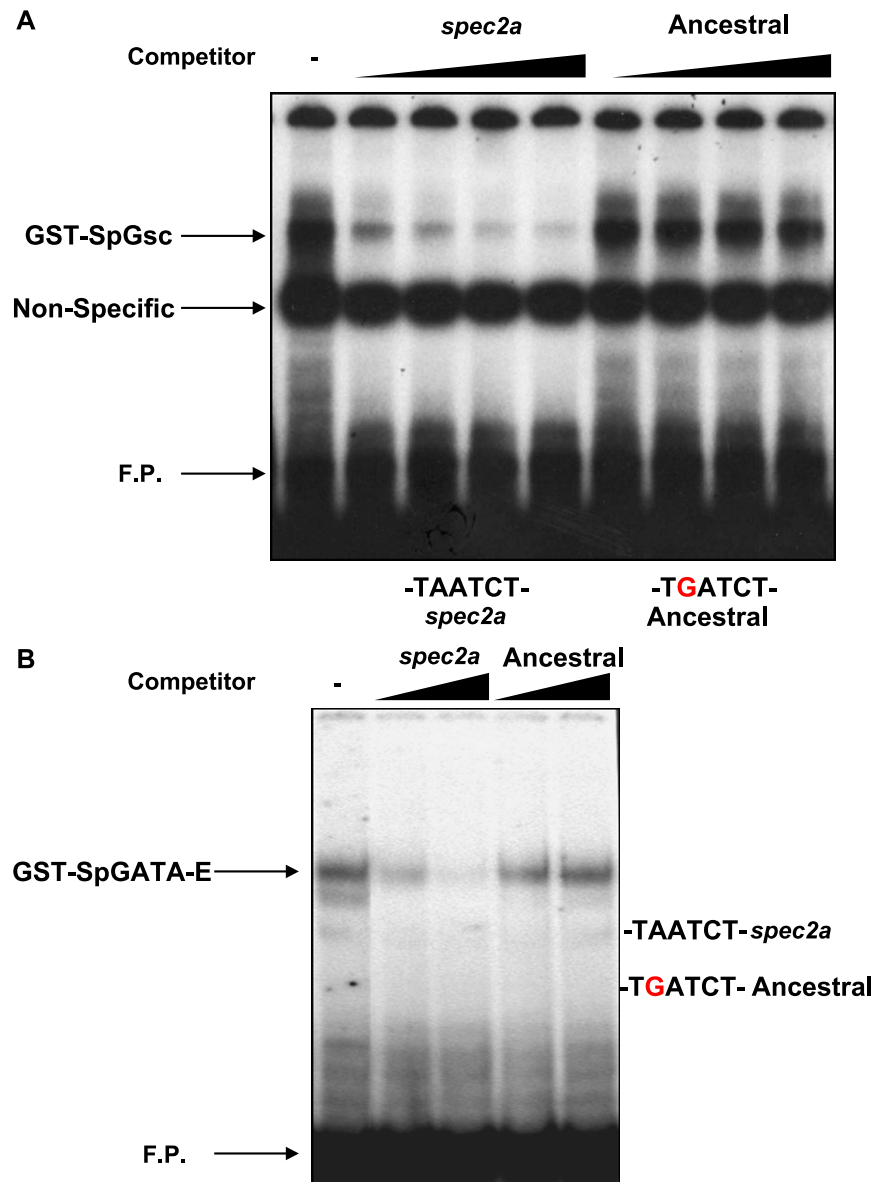 A
spec2a Ancestral
Competitor -
GST-SpGsc
Non-Specific
F.P.
-TAATCT- -TGATCT-
spec2a Ancestral
B
spec2a Ancestral
Competitor -
GST-SpGATA-E
-TAATCT- spec2a
-TGATCT- Ancestral
F.P.